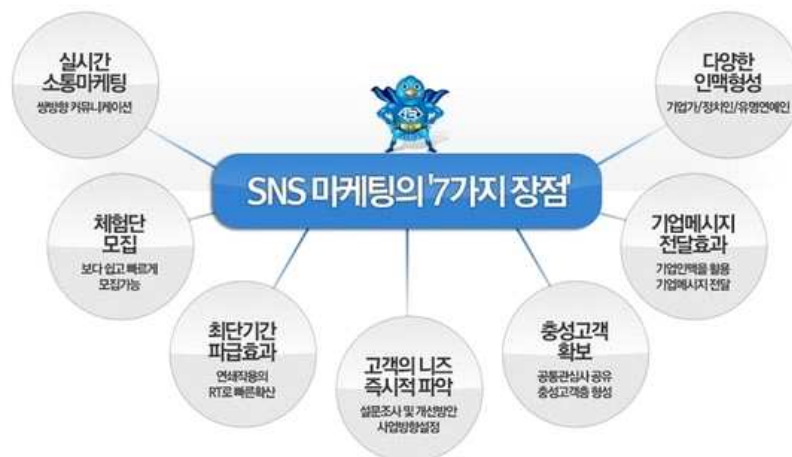 SNS 마케팅의 '7가지 장점'
실시간
소통마케팅
쌍방향 커뮤니케이션
체험단
모집
보다 쉽고 빠르게
모집가능
최단기간
파급효과
연쇄작용의
RT로 빠른확산
고객의 니즈
즉시적 파악
설문조사 및 개선방안
사업방향설정
충성고객
확보
공통관심사 공유
충성고객층 형성
기업메시지
전달효과
기업인맥을 활용
기업메시지 전달
다양한
인맥형성
기업가/정치인/유명연예인